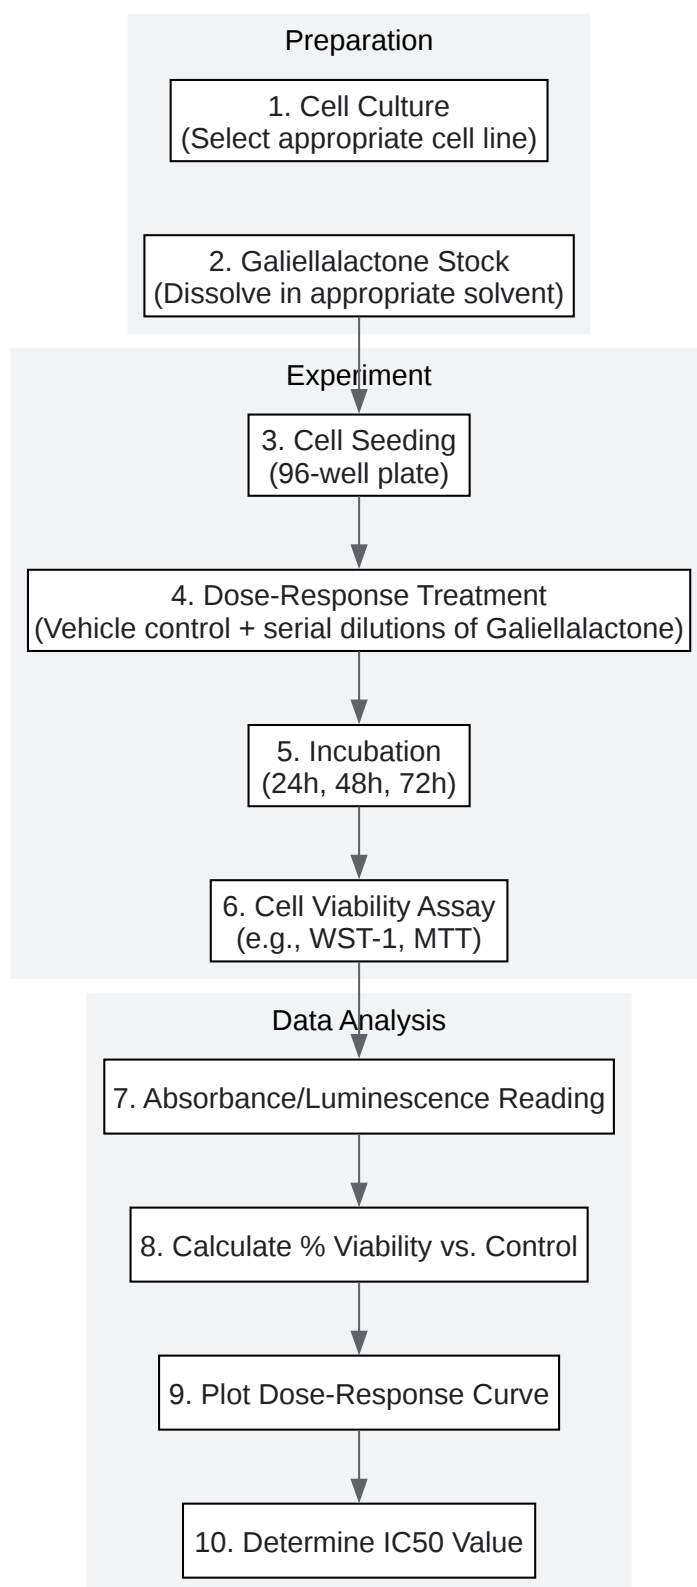 Preparation
1. Cell Culture
(Select appropriate cell line)
2. Galiellalactone Stock
(Dissolve in appropriate solvent)
Experiment
3. Cell Seeding
(96-well plate)
4. Dose-Response Treatment
(Vehicle control + serial dilutions of Galiellalactone)
5. Incubation
(24h, 48h, 72h)
6. Cell Viability Assay
(e.g., WST-1, MTT)
Data Analysis
7. Absorbance/Luminescence Reading
8. Calculate % Viability vs. Control
9. Plot Dose-Response Curve
10. Determine IC50 Value